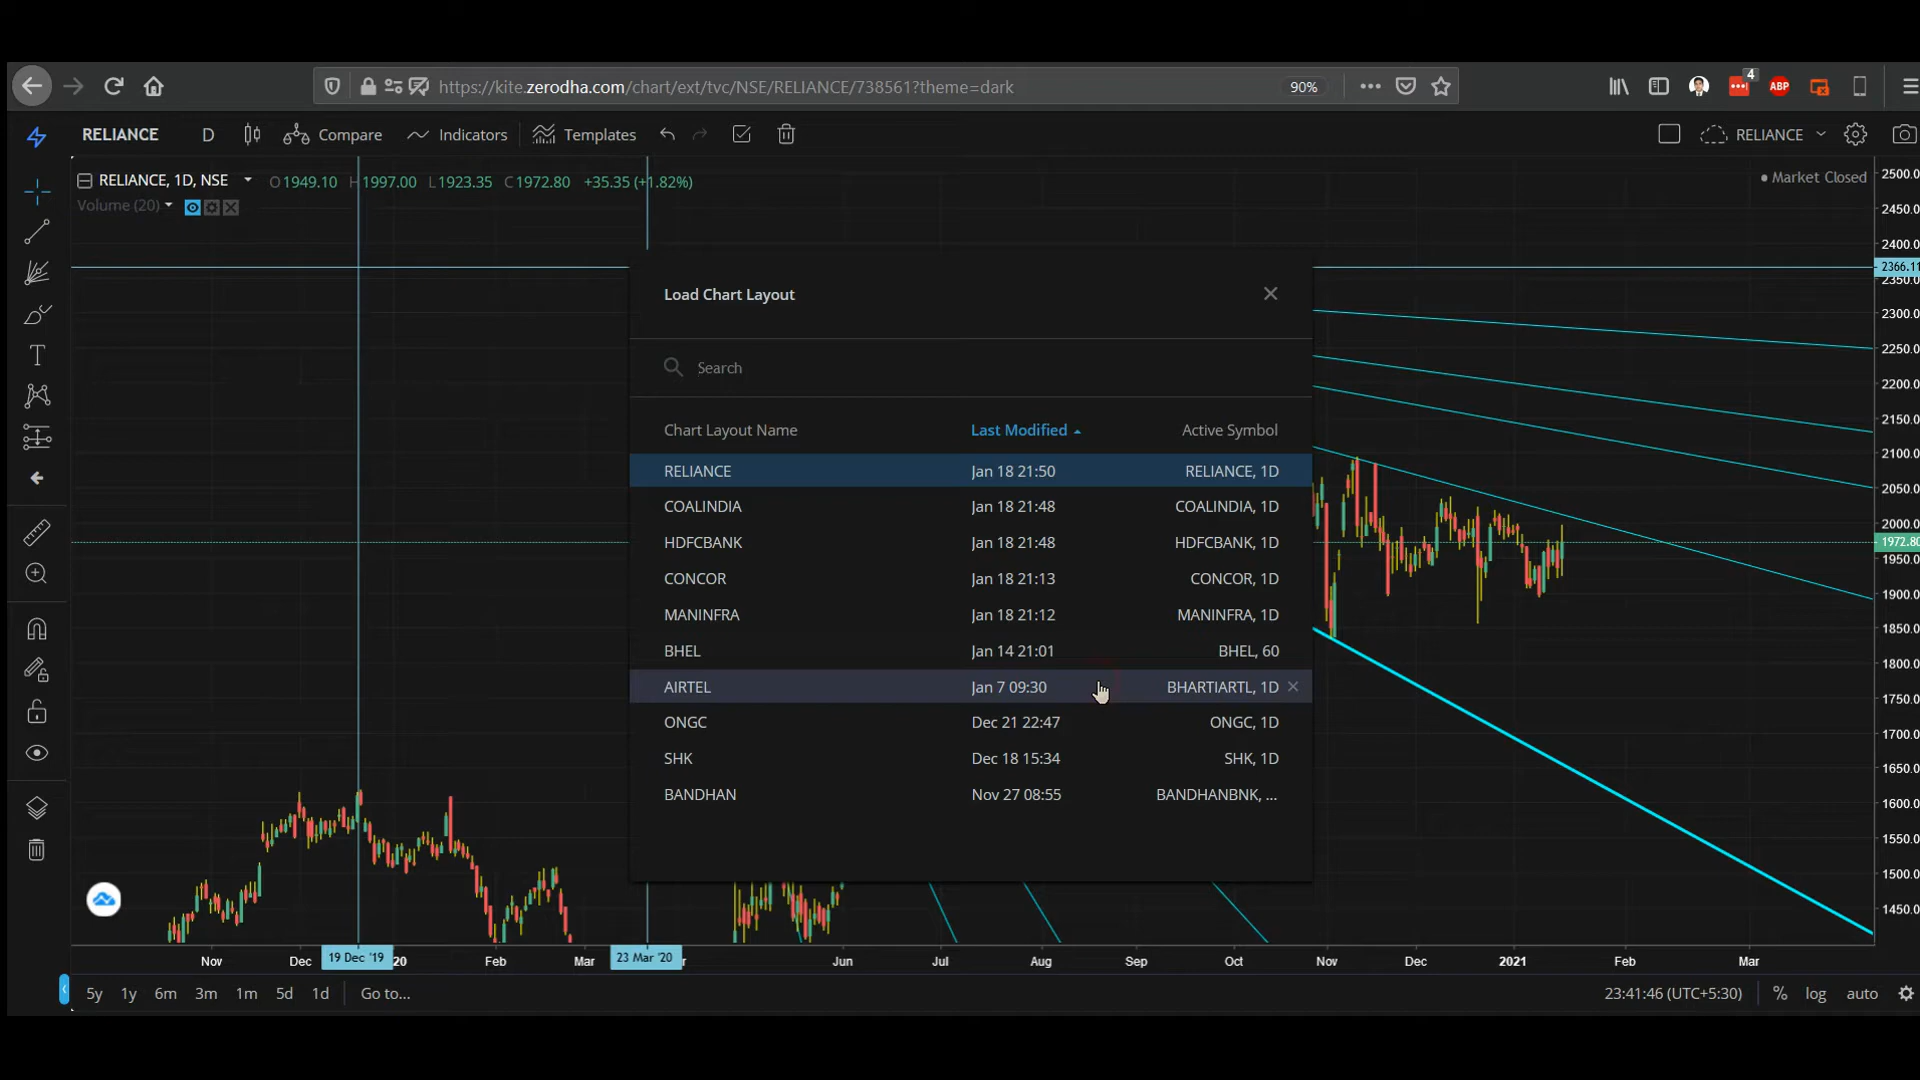 https://kite.zerodha.com/chart/ext/tvc/NSE/RELIANCE/738561?theme=dark 90% 4 ABP
RELIANCE D Compare Indicators Templates RELIANCE
RELIANCE, 1D, NSE O1949.10 H1997.00 L1923.35 C1972.80 +35.35 (+1.82%)
Market Closed
Volume (20)
Load Chart Layout
Search
Chart Layout Name Last Modified Active Symbol
RELIANCE Jan 18 21:50 RELIANCE, 1D
COALINDIA Jan 18 21:48 COALINDIA, 1D
HDFCBANK Jan 18 21:48 HDFCBANK, 1D
CONCOR Jan 18 21:13 CONCOR, 1D
MANINFRA Jan 18 21:12 MANINFRA, 1D
BHEL Jan 14 21:01 BHEL, 60
AIRTEL Jan 7 09:30 BHARTIARTL, 1D
ONGC Dec 21 22:47 ONGC, 1D
SHK Dec 18 15:34 SHK, 1D
BANDHAN Nov 27 08:55 BANDHANBNK, ...
2500.0
2450.0
2400.0
2366.11
2350.0
2300.0
2250.0
2200.0
2150.0
2100.0
2050.0
2000.0
1972.80
1950.0
1900.0
1850.0
1800.0
1750.0
1700.0
1650.0
1600.0
1550.0
1500.0
1450.0
Nov Dec 19 Dec '19 20 Feb Mar 23 Mar '20 Jun Jul Aug Sep Oct Nov Dec 2021 Feb Mar
5y 1y 6m 3m 1m 5d 1d Go to... 23:41:46 (UTC+5:30) % log auto